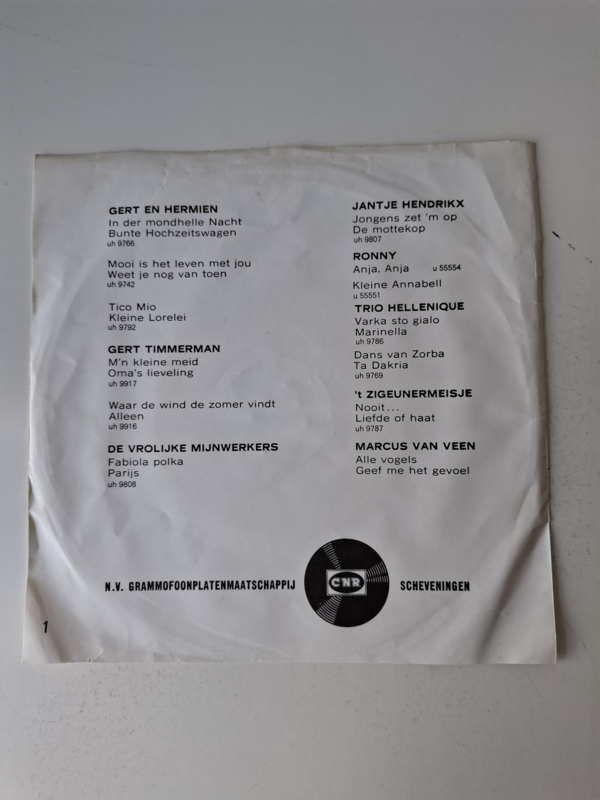 GERT EN HERMIEN
In der mondhelle Nacht
Bunte Hochzeitswagen
uh 9766
Mooi is het leven met jou
Weet je nog van toen
uh 9742
Tico Mio
Kleine Lorelei
uh 9792
GERT TIMMERMAN
M'n kleine meid
Oma's lieveling
uh 9917
Waar de wind de zomer vindt
Alleen
uh 9916
DE VROLIJKE MIJNWERKERS
Fabiola polka
Parijs
uh 9808
JANTJE HENDRIKX
Jongens zet 'm op
De mottekop
uh 9807
RONNY
Anja, Anja u 55554
Kleine Annabell
u 55551
TRIO HELLENIQUE
Varka sto gialo
Marinella
uh 9786
Dans van Zorba
Ta Dakria
uh 9769
't ZIGEUNERMEISJE
Nooit...
Liefde of haat
uh 9787
MARCUS VAN VEEN
Alle vogels
Geef me het gevoel
N.V. GRAMMOFOONPLATENMAATSCHAPPIJ CNR SCHEVENINGEN
1